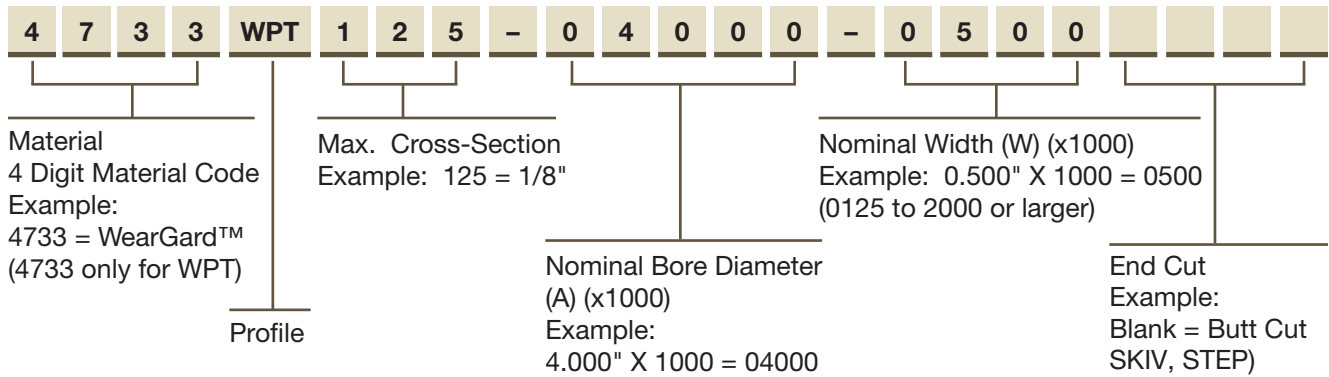 4 7 3 3 WPT 1 2 5 – 0 4 0 0 0 – 0 5 0 0
Material
4 Digit Material Code
Example:
4733 = WearGard™
(4733 only for WPT)
Profile
Max. Cross-Section
Example: 125 = 1/8"
Nominal Bore Diameter
(A) (x1000)
Example:
4.000" X 1000 = 04000
Nominal Width (W) (x1000)
Example: 0.500" X 1000 = 0500
(0125 to 2000 or larger)
End Cut
Example:
Blank = Butt Cut
SKIV, STEP)